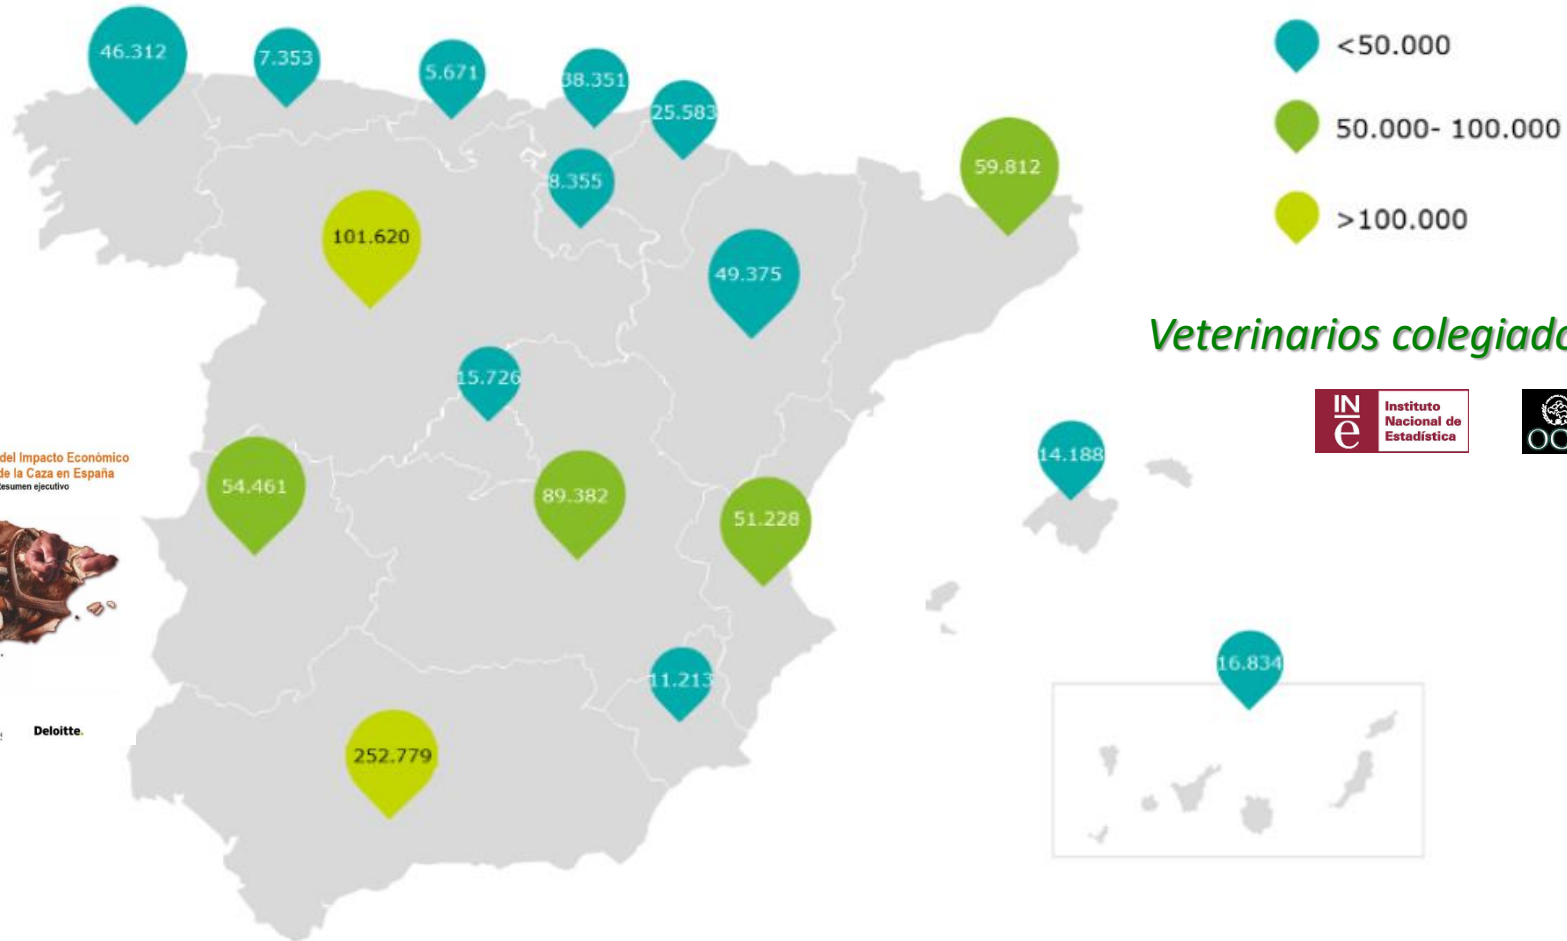 46.312
7.353
5.671
38.351
25.583
8.355
59.812
101.620
49.375
15.726
54.461
89.382
51.228
14.188
11.213
16.834
252.779
<50.000
50.000- 100.000
>100.000
Veterinarios
IN
e
Instituto
Nacional de
Estadística
del Impacto Económico
de la Caza en España
Resumen ejecutivo
Deloitte.